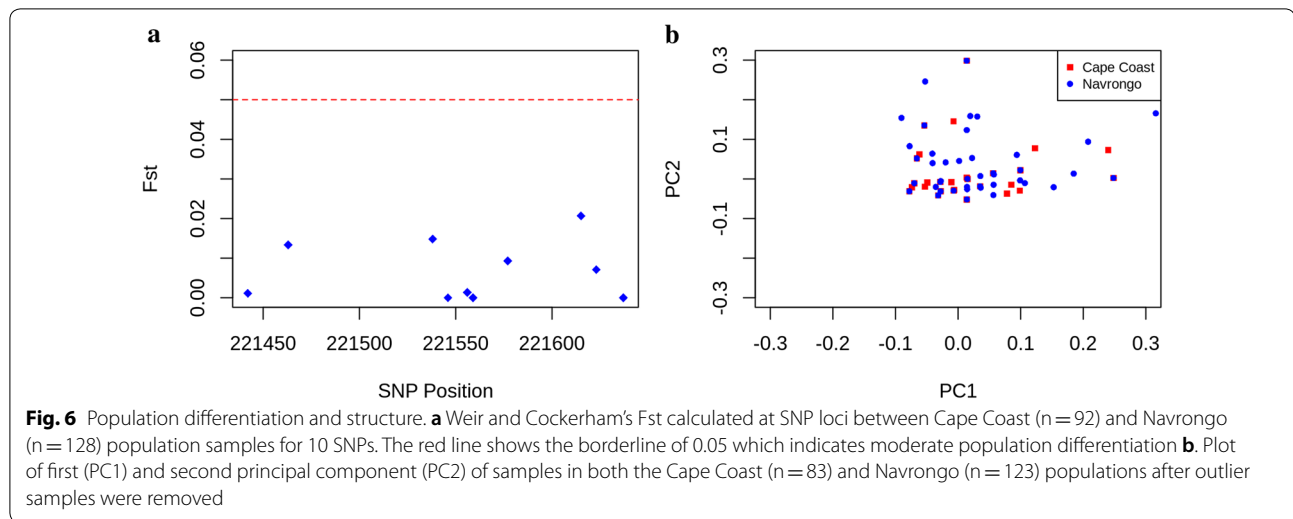 a
0.06
0.04
0.02
0.00
Fst
221450 221500 221550 221600
SNP Position
b
0.3
0.1
-0.1
-0.3
PC2
Cape Coast
Navrongo
-0.3 -0.2 -0.1 0.0 0.1 0.2 0.3
PC1
Fig. 6 Population differentiation and structure. a Weir and Cockerham's Fst calculated at SNP loci between Cape Coast (n = 92) and Navrongo
(n = 128) population samples for 10 SNPs. The red line shows the borderline of 0.05 which indicates moderate population differentiation b. Plot
of first (PC1) and second principal component (PC2) of samples in both the Cape Coast (n = 83) and Navrongo (n = 123) populations after outlier
samples were removed